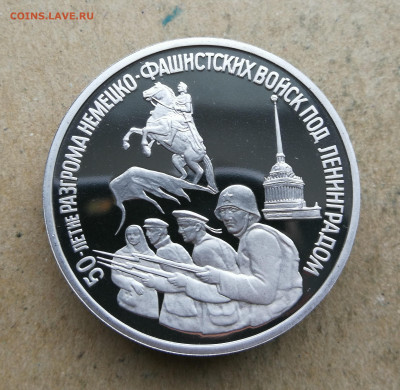 COINS.LAVE.RU
50-ЛЕТИЕ РАЗГРОМА НЕМЕЦКО-ФАШИСТСКИХ ВОЙСК ПОД ЛЕНИНГРАДОМ